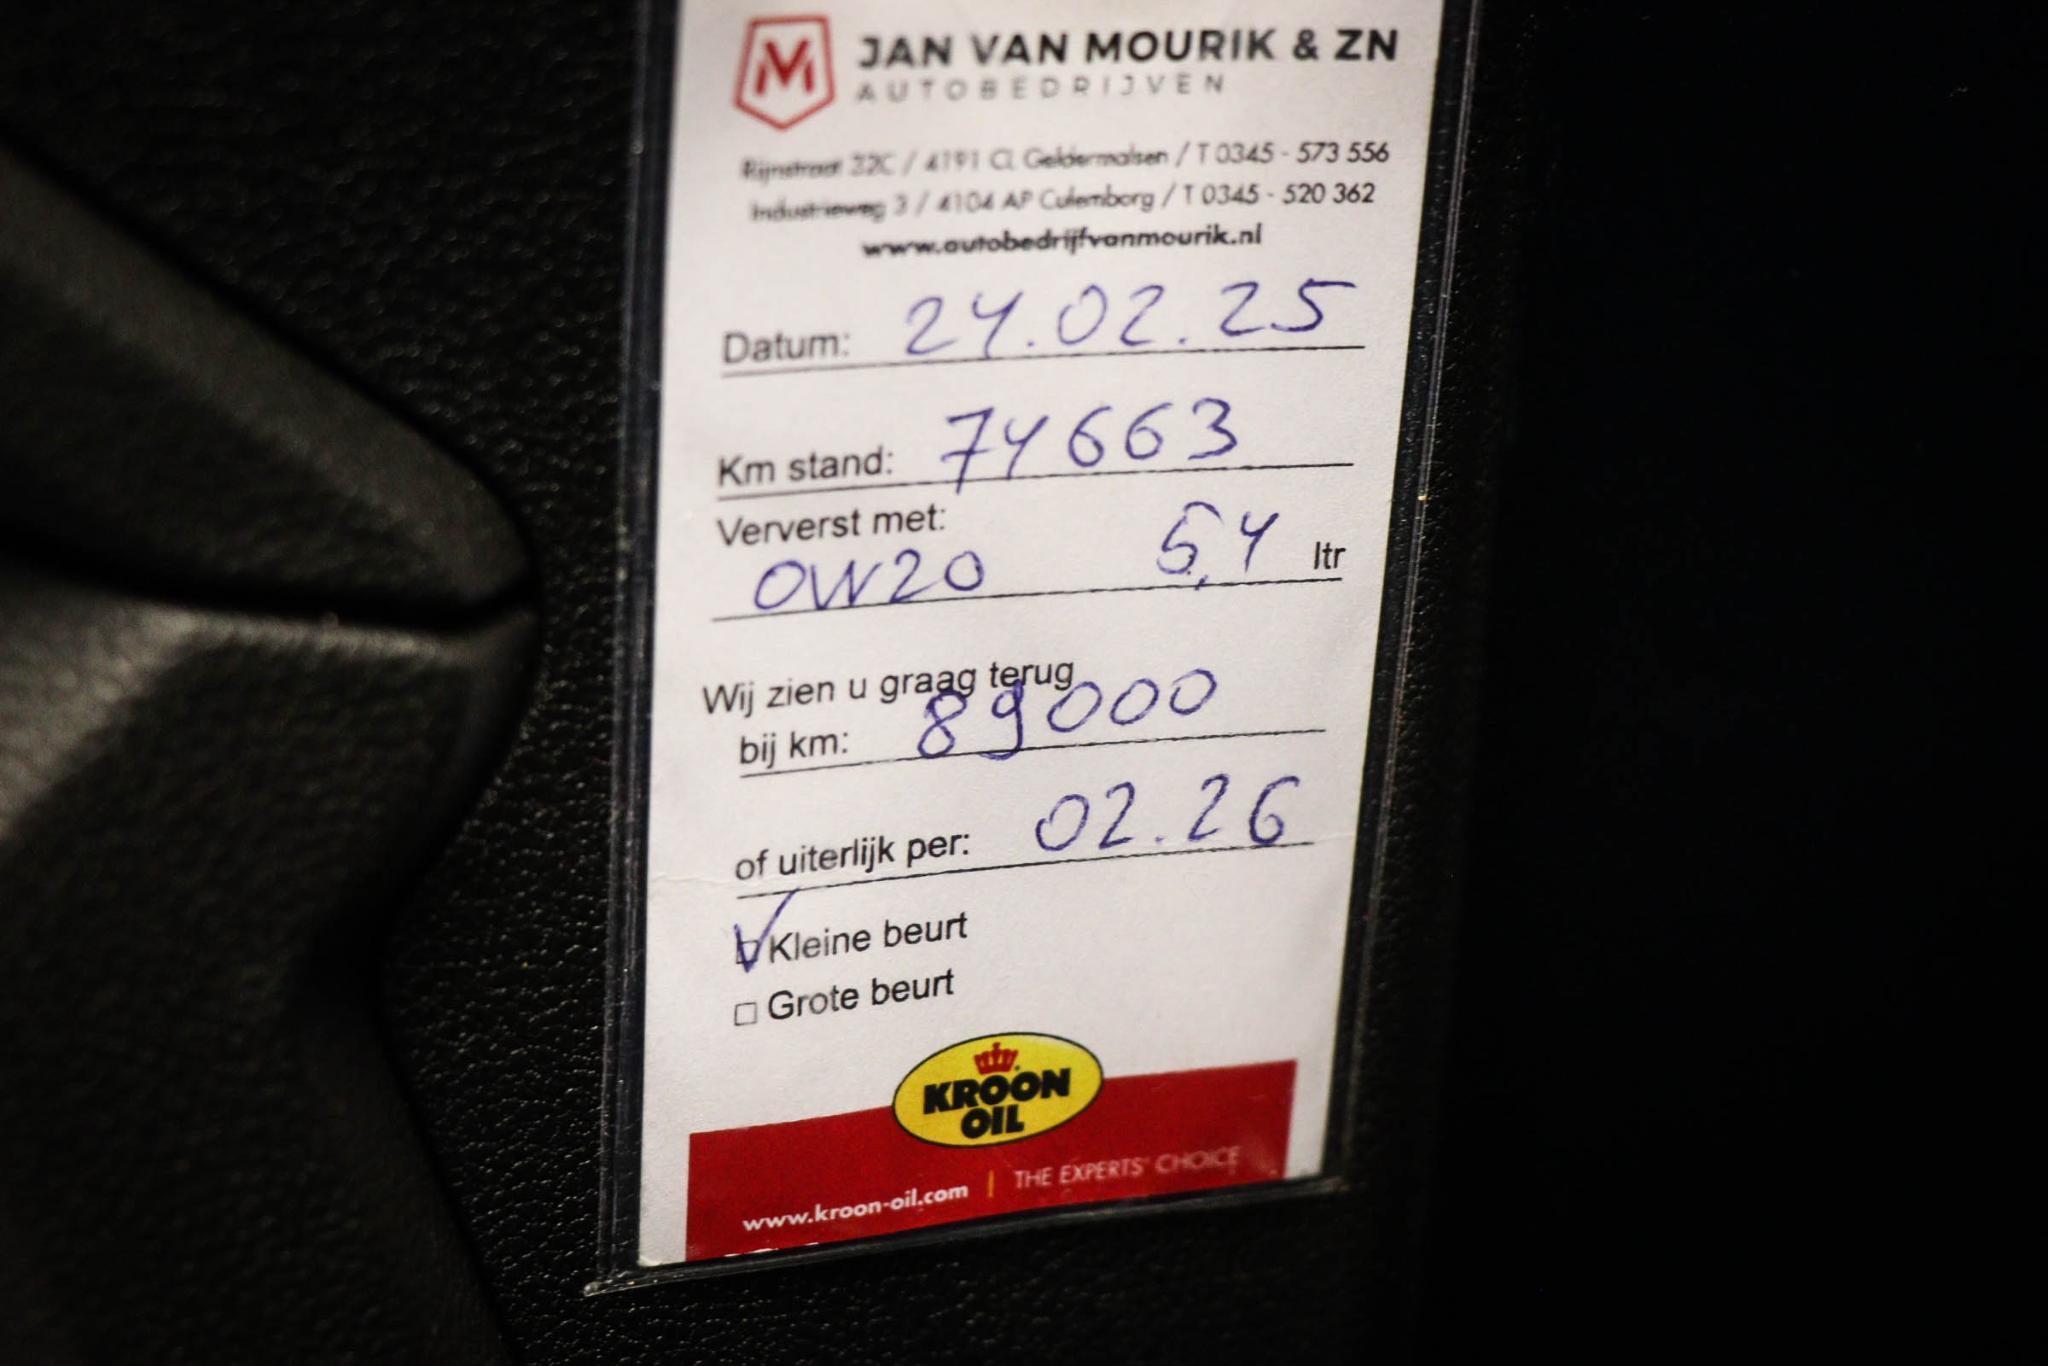 JAN VAN MOURIK & ZN
AUTOBEDRIJVEN
Rijnstraat 32C / 4191 CL Geldermalsen / T 0345 - 573 556
Industrieweg 3 / 4104 AP Culemborg / T 0345 - 520 362
www.autobedrijfvanmourik.nl
Datum: 24.02.25
Km stand: 74663
Ververst met:
0W20 5,4 ltr
Wij zien u graag terug
bij km: 89000
of uiterlijk per: 02.26
Kleine beurt
Grote beurt
KROON
OIL
www.kroon-oil.com | THE EXPERTS' CHOICE